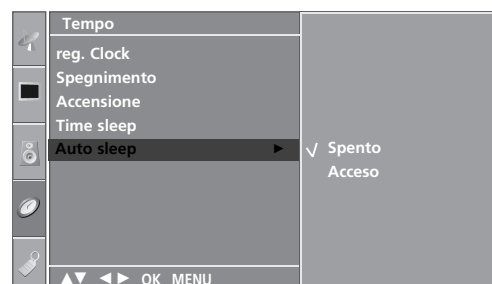 Tempo
reg. Clock
Spegnimento
Accensione
Time sleep
Auto sleep ► √ Spento
Acceso
▲▼ ◄► OK MENU